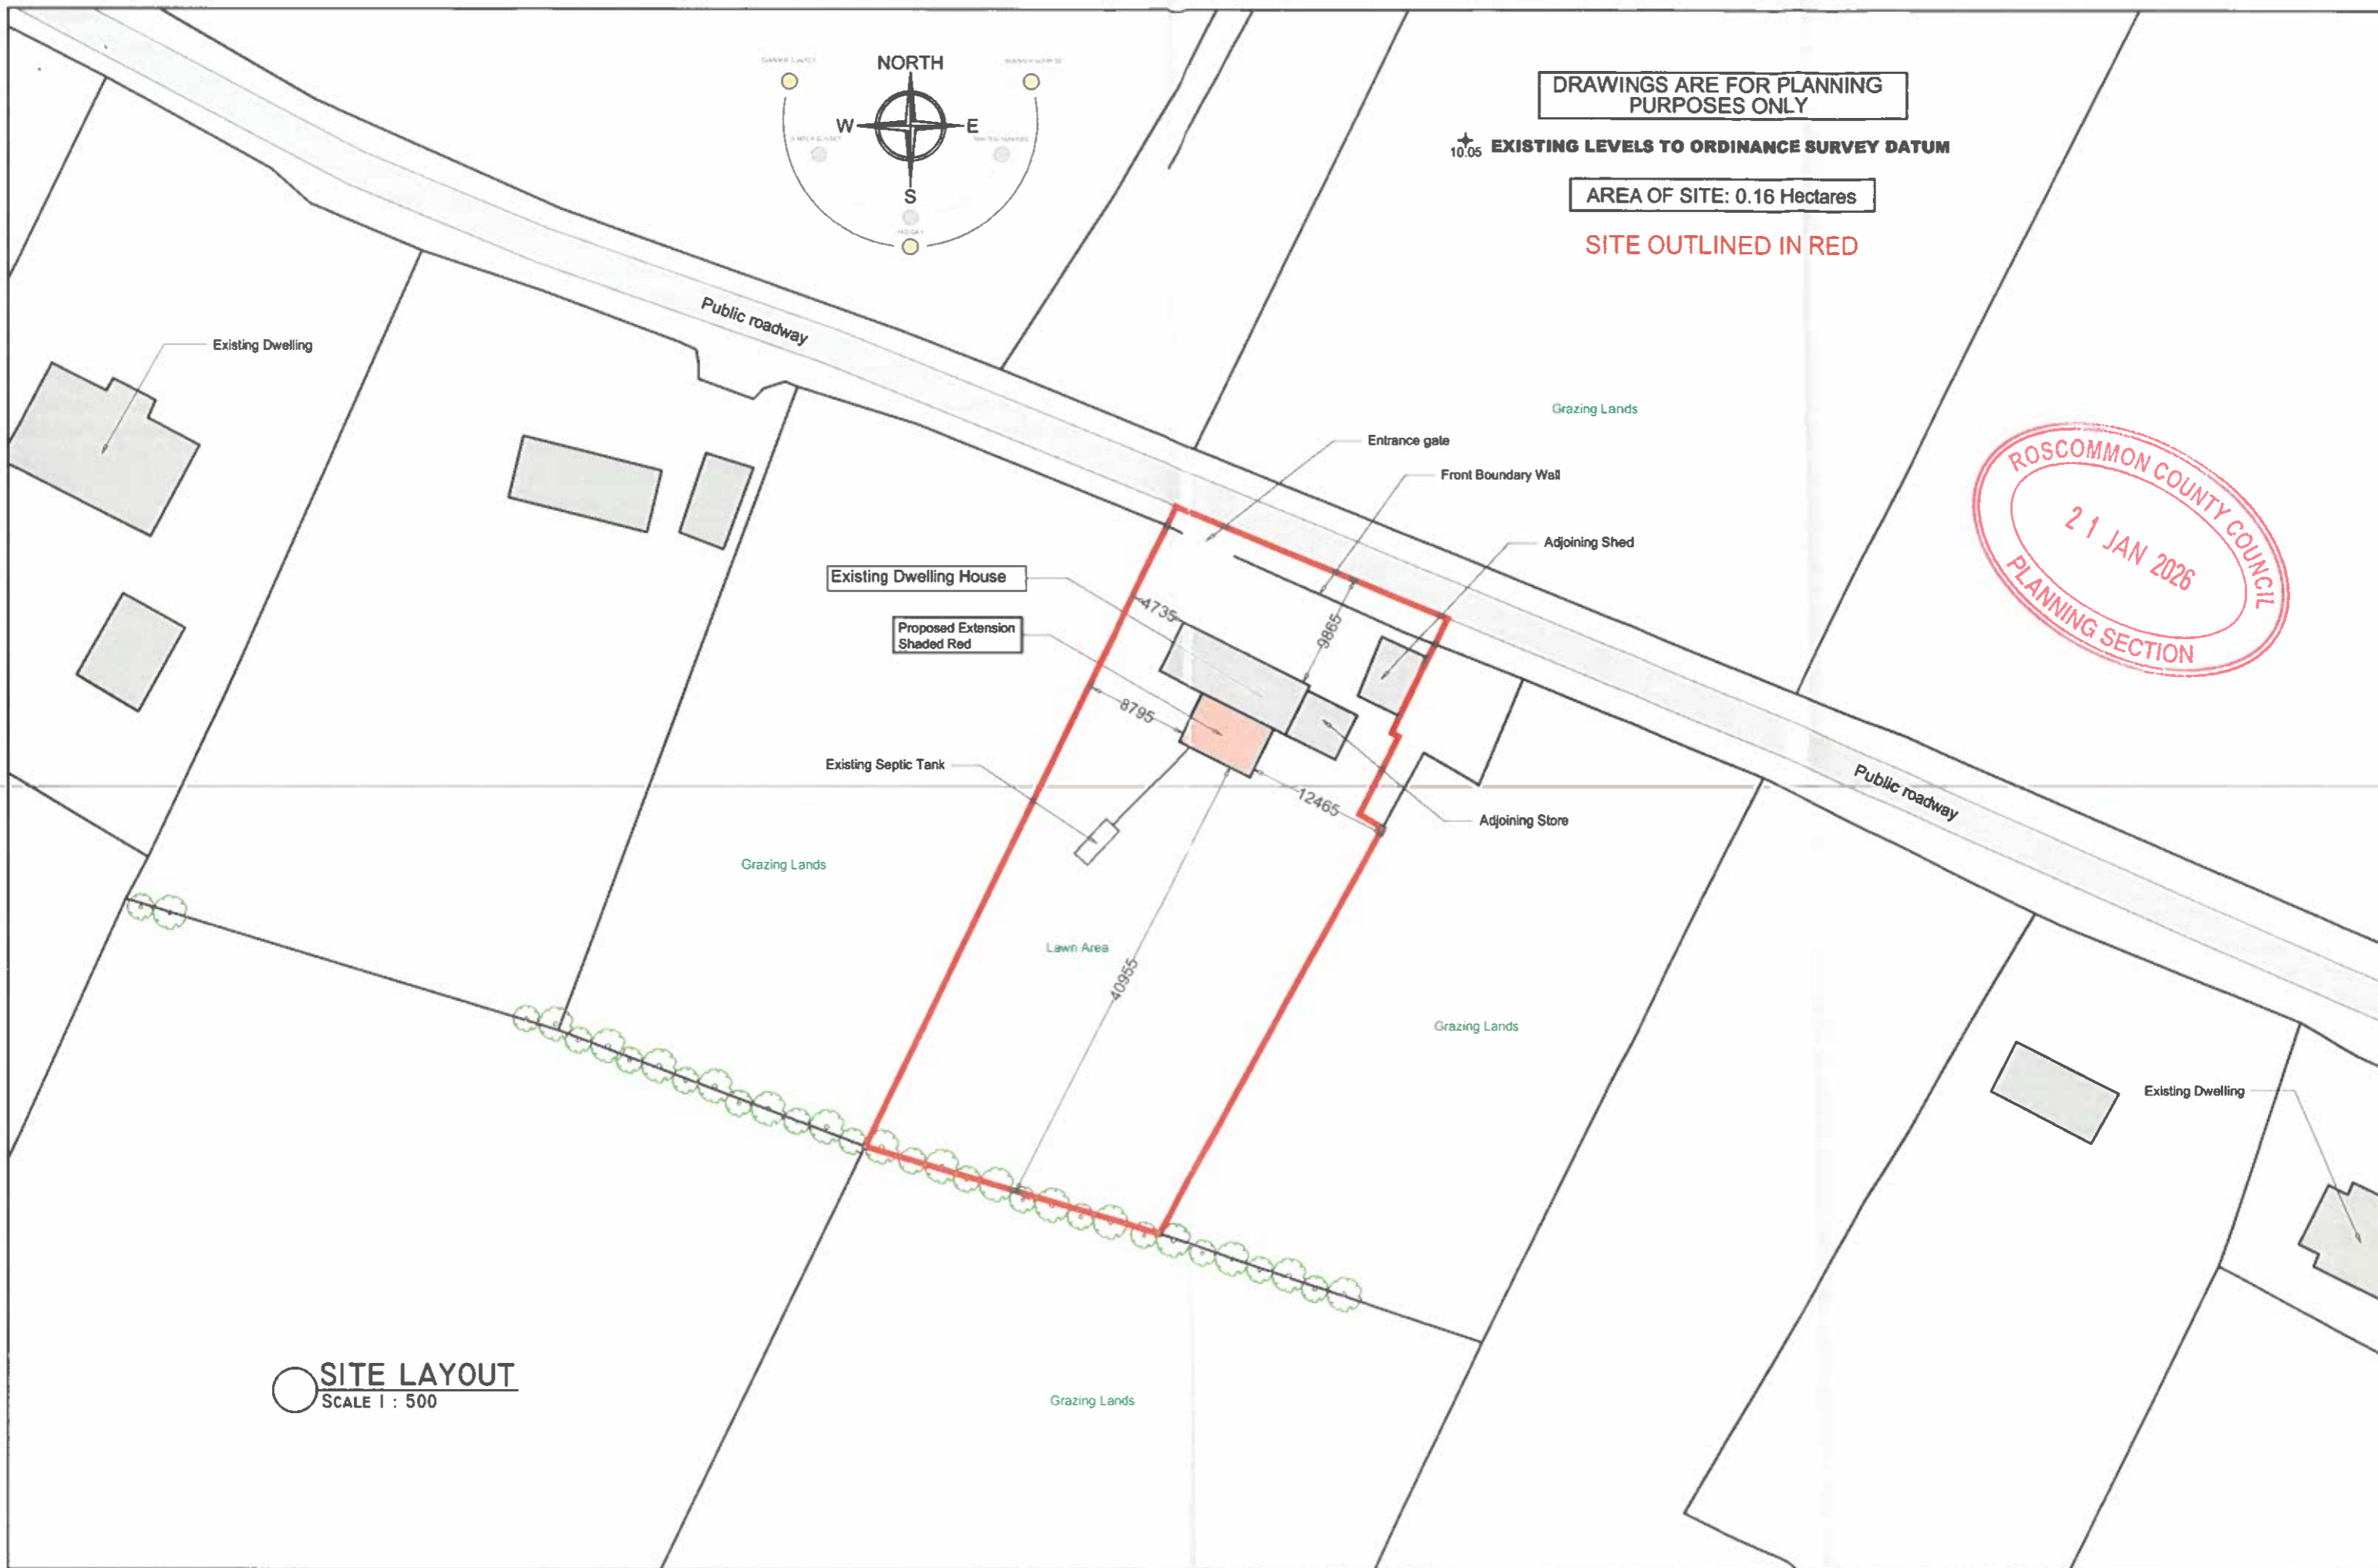 NORTH
W
E
S
DRAWINGS ARE FOR PLANNING
PURPOSES ONLY
10.05 EXISTING LEVELS TO ORDINANCE SURVEY DATUM
AREA OF SITE: 0.16 Hectares
SITE OUTLINED IN RED
Public roadway
Existing Dwelling
Grazing Lands
Entrance gate
Front Boundary Wall
Adjoining Shed
ROSCOMMON COUNTY COUNCIL
21 JAN 2026
PLANNING SECTION
Existing Dwelling House
4735
9865
Proposed Extension
Shaded Red
8795
Existing Septic Tank
12465
Adjoining Store
Public roadway
Grazing Lands
Lawn Area
40955
Grazing Lands
Existing Dwelling
SITE LAYOUT
SCALE 1 : 500
Grazing Lands